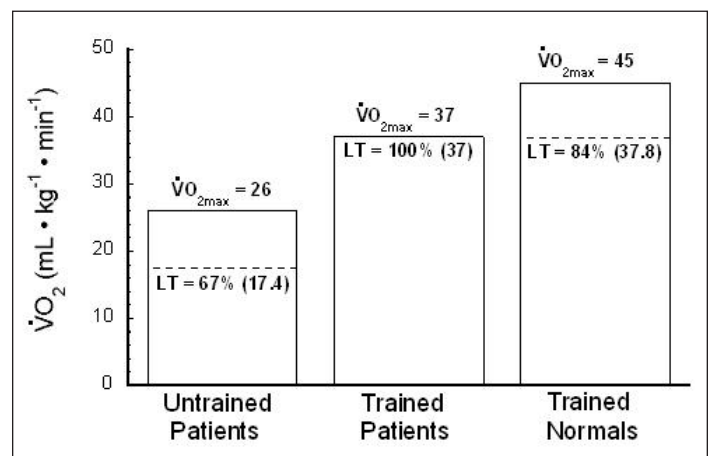 V̇O₂ (mL • kg⁻¹ • min⁻¹)
50
40
30
20
10
0
V̇O₂max = 26
LT = 67% (17.4)
V̇O₂max = 37
LT = 100% (37)
V̇O₂max = 45
LT = 84% (37.8)
Untrained
Patients
Trained
Patients
Trained
Normals